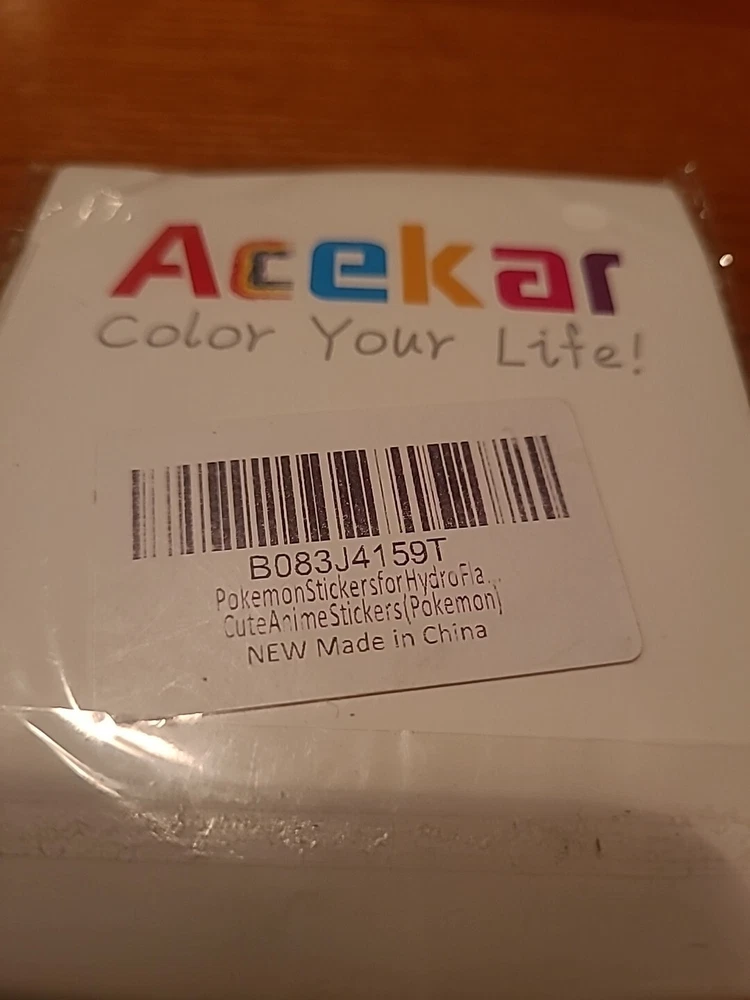 Acekar
Color Your Life!
B083J4159T
PokemonStickersforHydroFla...
CuteAnimeStickers(Pokemon)
NEW Made in China